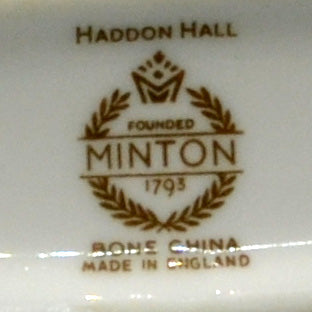 HADDON HALL
FOUNDED
MINTON
1793
BONE CHINA
MADE IN ENGLAND